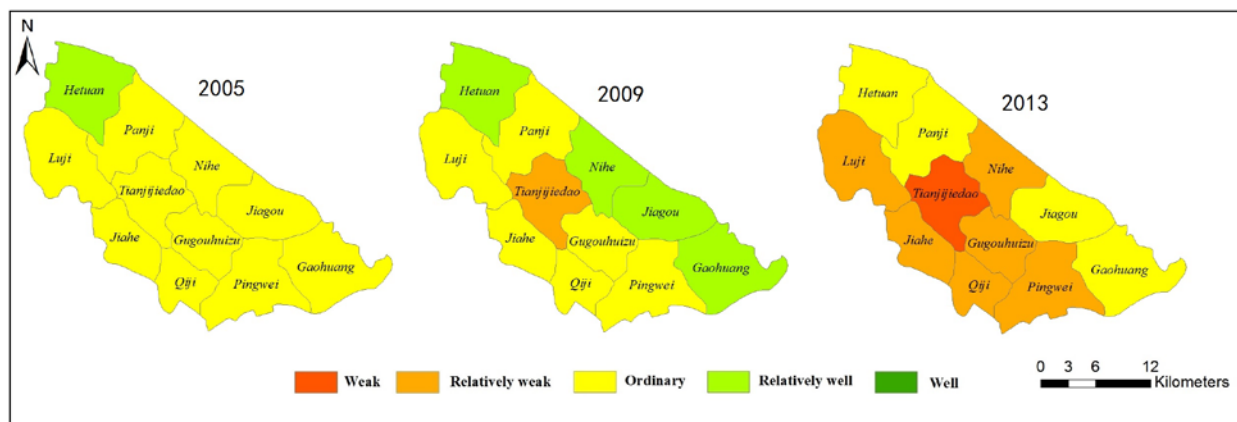 N
2005
Hetuan
Panji
Luji
Nihe
Tianjijiedao
Jiagou
Jiahe
Gugouhuizu
Gaohuang
Qiji
Pingwei
2009
Hetuan
Panji
Luji
Nihe
Tianjijiedao
Jiagou
Jiahe
Gugouhuizu
Gaohuang
Qiji
Pingwei
2013
Hetuan
Panji
Luji
Nihe
Tianjijiedao
Jiagou
Jiahe
Gugouhuizu
Gaohuang
Qiji
Pingwei
Weak
Relatively weak
Ordinary
Relatively well
Well
0 3 6 12
Kilometers